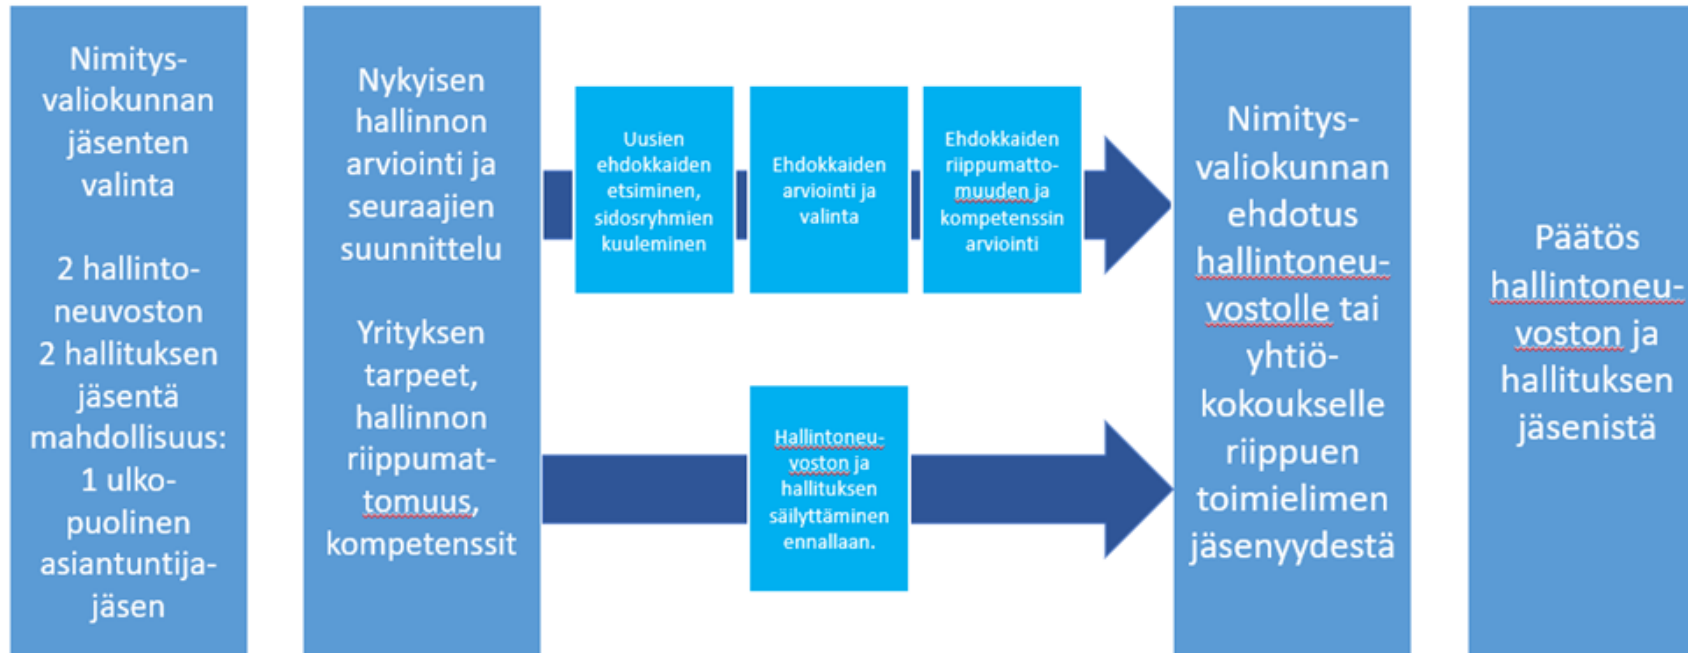 Nimitys-
valiokunnan
jäsenten
valinta
2 hallinto-
neuvoston
2 hallituksen
jäsentä
mahdollisuus:
1 ulko-
puolinen
asiantuntija-
jäsen
Nykyisen
hallinnon
arviointi ja
seuraajien
suunnittelu
Yrityksen
tarpeet,
hallinnon
riippumat-
tomuus,
kompetenssit
Uusien
ehdokkaiden
etsiminen,
sidosryhmien
kuuleminen
Ehdokkaiden
arviointi ja
valinta
Ehdokkaiden
riippumatto-
muuden ja
kompetenssin
arviointi
Hallintoneu-
voston ja
hallituksen
säilyttäminen
ennallaan.
Nimitys-
valiokunnan
ehdotus
hallintoneu-
vostolle tai
yhtiö-
kokoukselle
riippuen
toimielimen
jäsenyydestä
Päätös
hallintoneu-
voston ja
hallituksen
jäsenistä